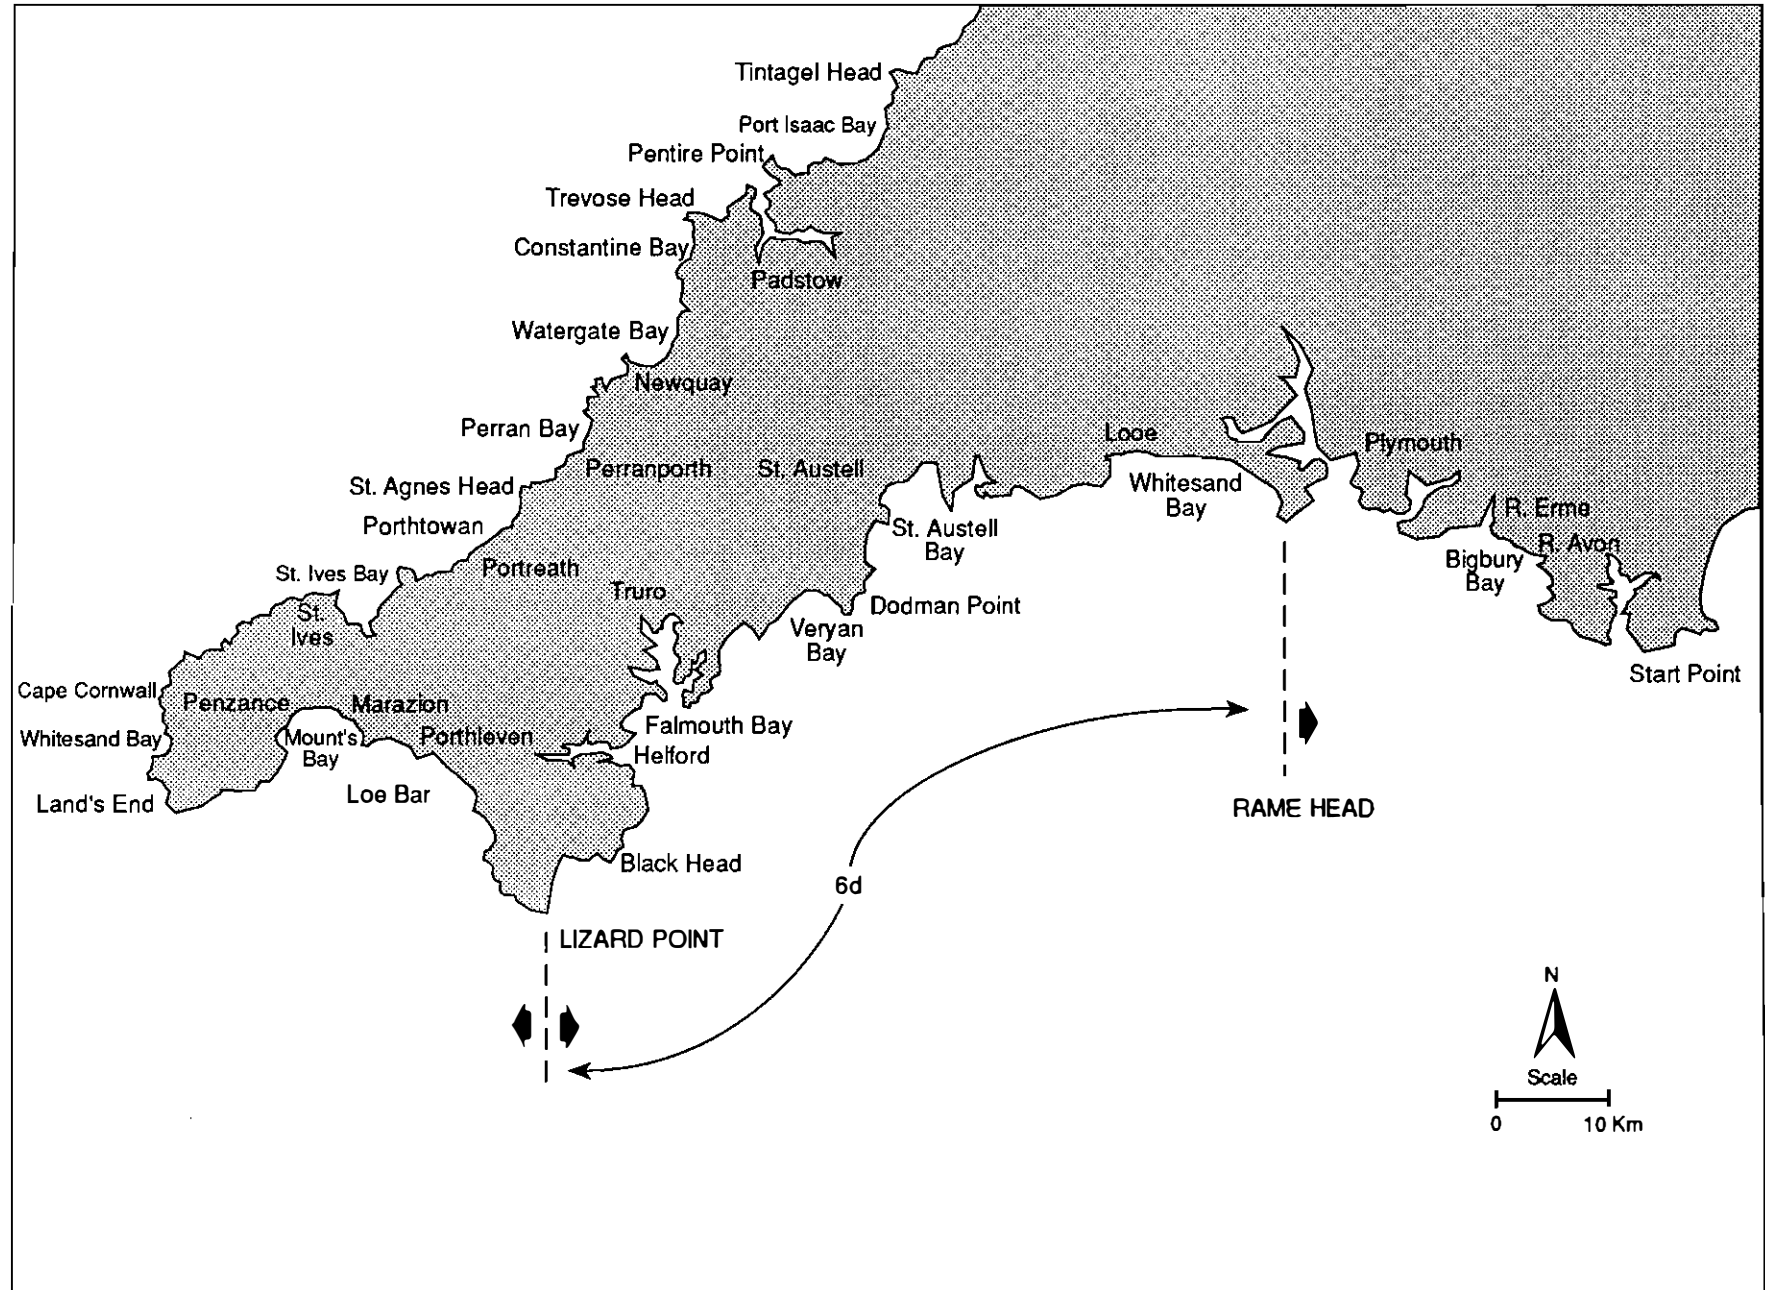 Tintagel Head
Port Isaac Bay
Pentire Point
Trevose Head
Constantine Bay
Padstow
Watergate Bay
Newquay
Perran Bay
Looe
Plymouth
Perranporth
St. Austell
St. Agnes Head
Whitesand
Bay
Porthtowan
St. Austell
Bay
R. Erme
R. Avon
Bigbury
Bay
St. Ives Bay
Portreath
Truro
St.
Ives
Dodman Point
Veryan
Bay
Start Point
Cape Cornwall
Penzance
Marazion
Falmouth Bay
Whitesand Bay
Mount's
Bay
Porthleven
Helford
Land's End
Loe Bar
RAME HEAD
Black Head
6d
LIZARD POINT
N
Scale
0
10 Km